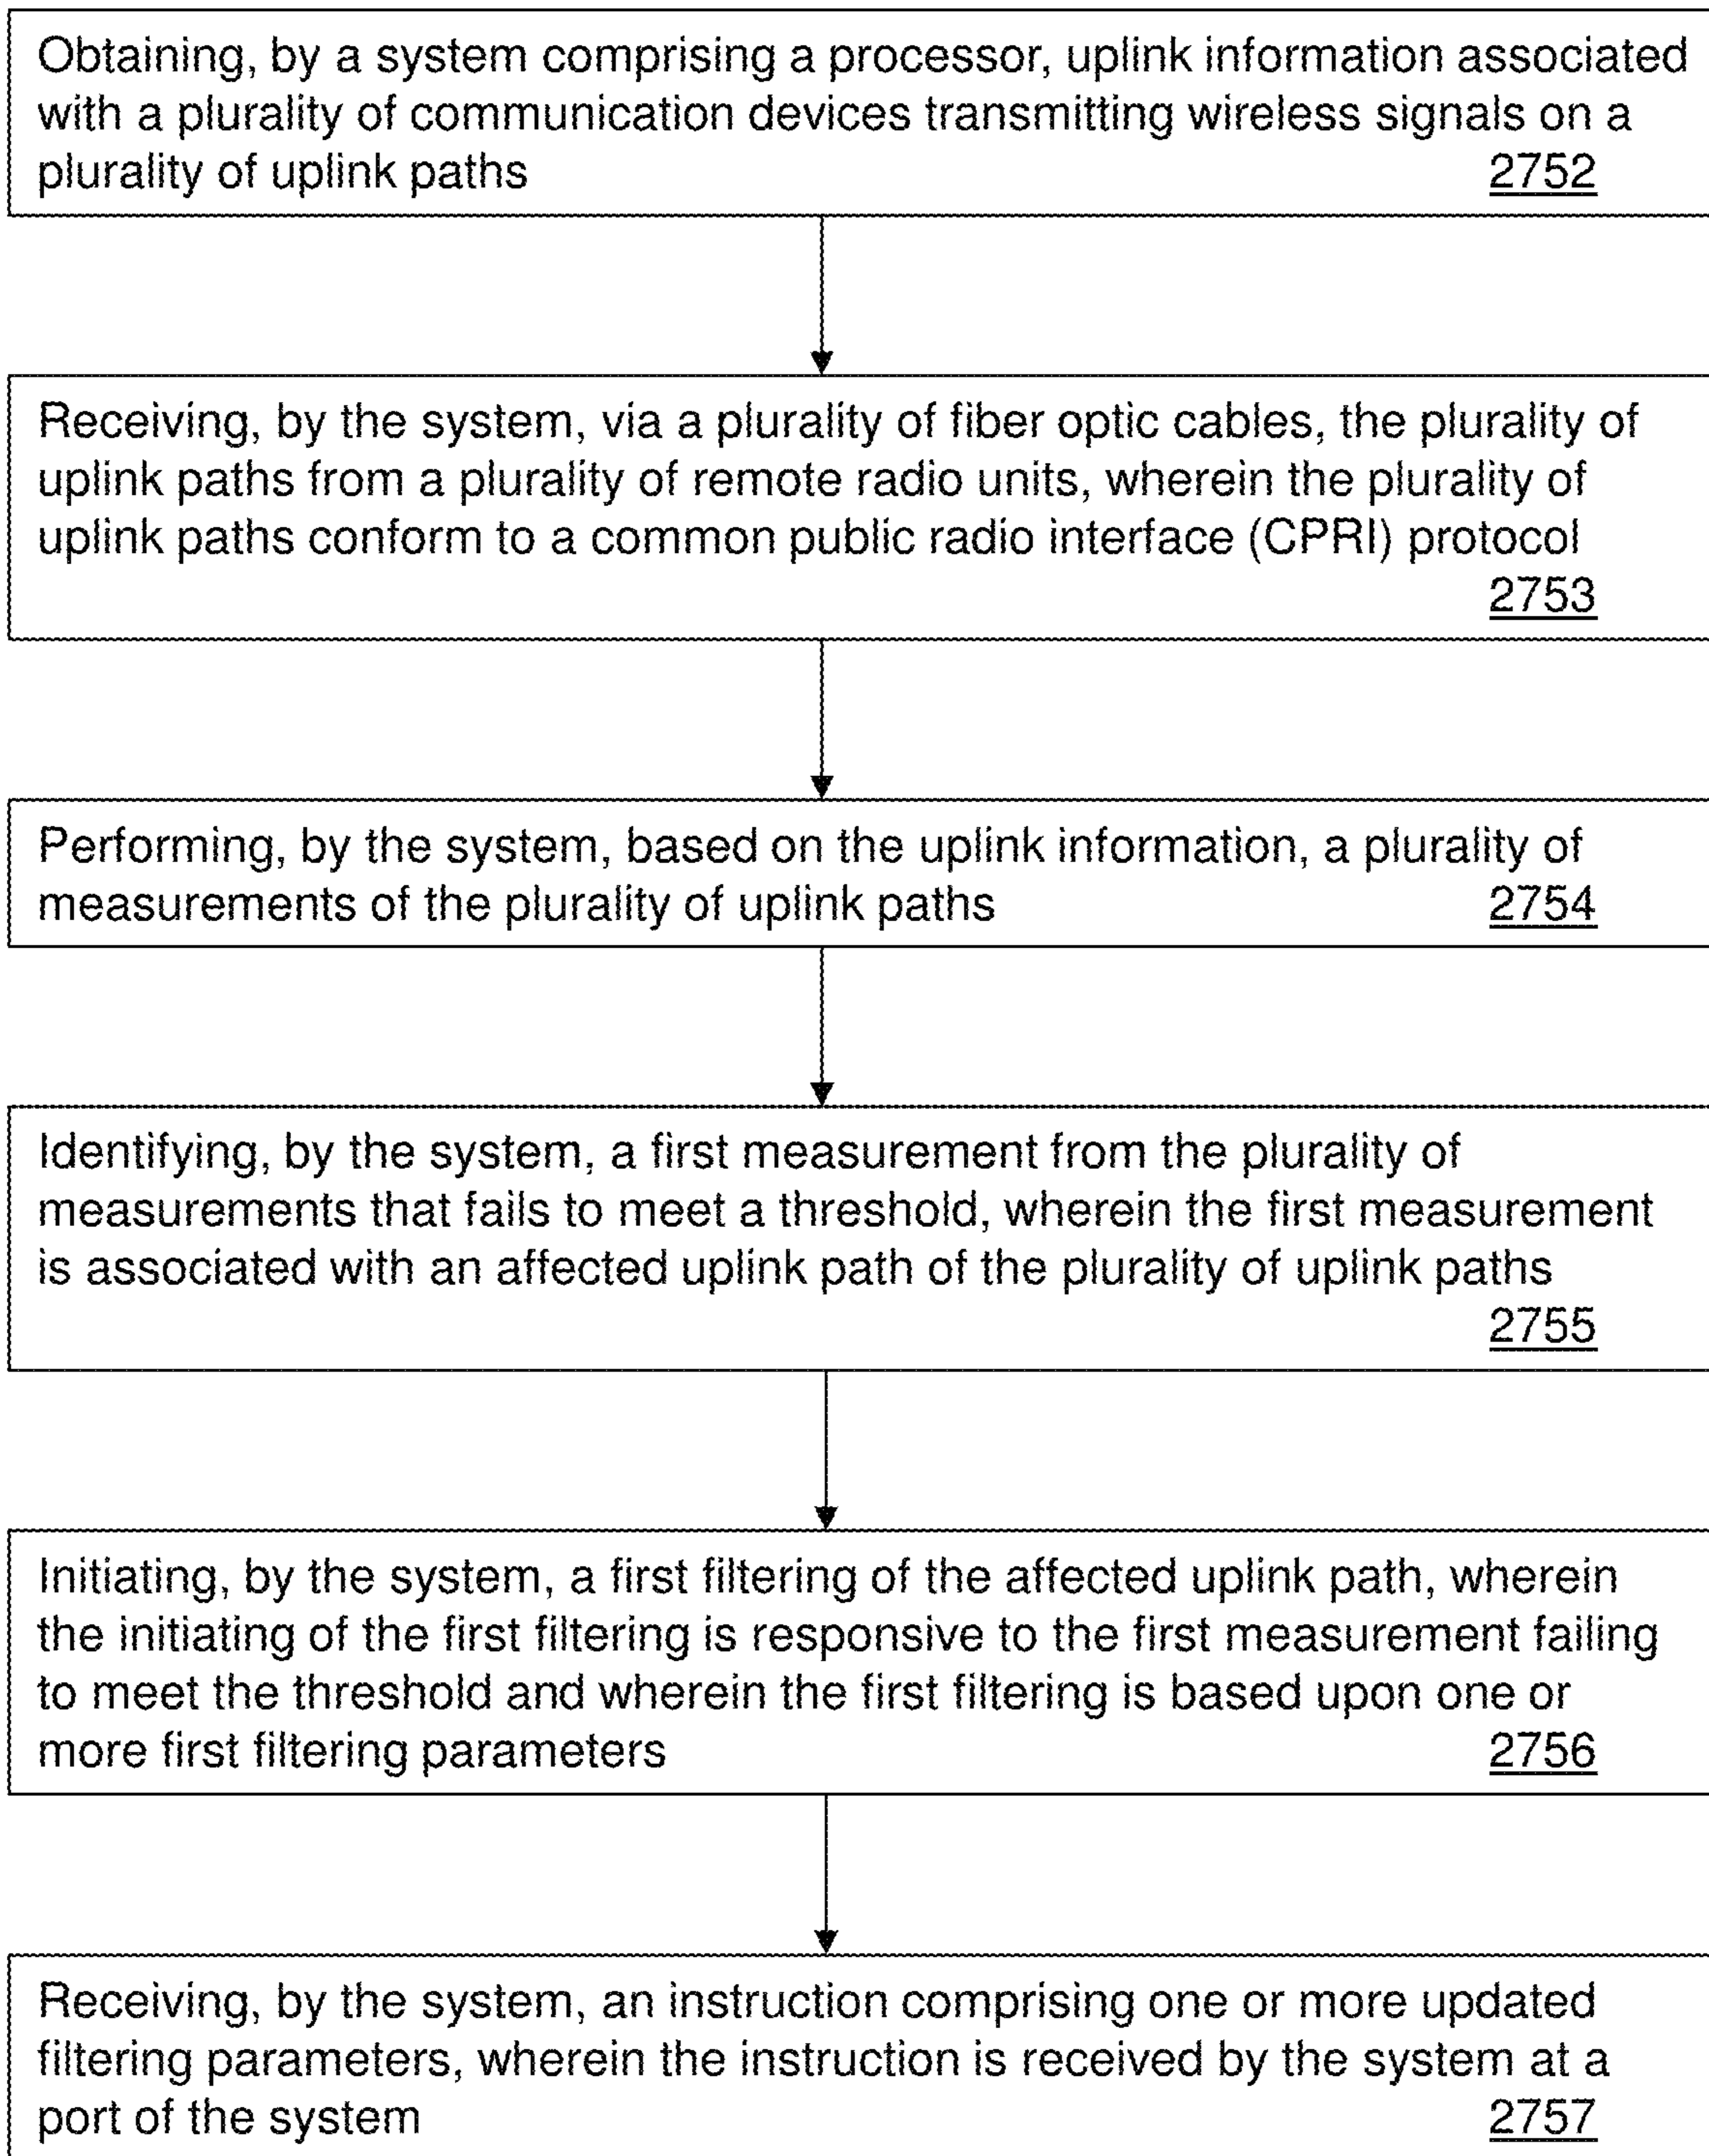 Obtaining, by a system comprising a processor, uplink information associated
with a plurality of communication devices transmitting wireless signals on a
plurality of uplink paths 2752
Receiving, by the system, via a plurality of fiber optic cables, the plurality of
uplink paths from a plurality of remote radio units, wherein the plurality of
uplink paths conform to a common public radio interface (CPRI) protocol
2753
Performing, by the system, based on the uplink information, a plurality of
measurements of the plurality of uplink paths 2754
Identifying, by the system, a first measurement from the plurality of
measurements that fails to meet a threshold, wherein the first measurement
is associated with an affected uplink path of the plurality of uplink paths
2755
Initiating, by the system, a first filtering of the affected uplink path, wherein
the initiating of the first filtering is responsive to the first measurement failing
to meet the threshold and wherein the first filtering is based upon one or
more first filtering parameters 2756
Receiving, by the system, an instruction comprising one or more updated
filtering parameters, wherein the instruction is received by the system at a
port of the system 2757